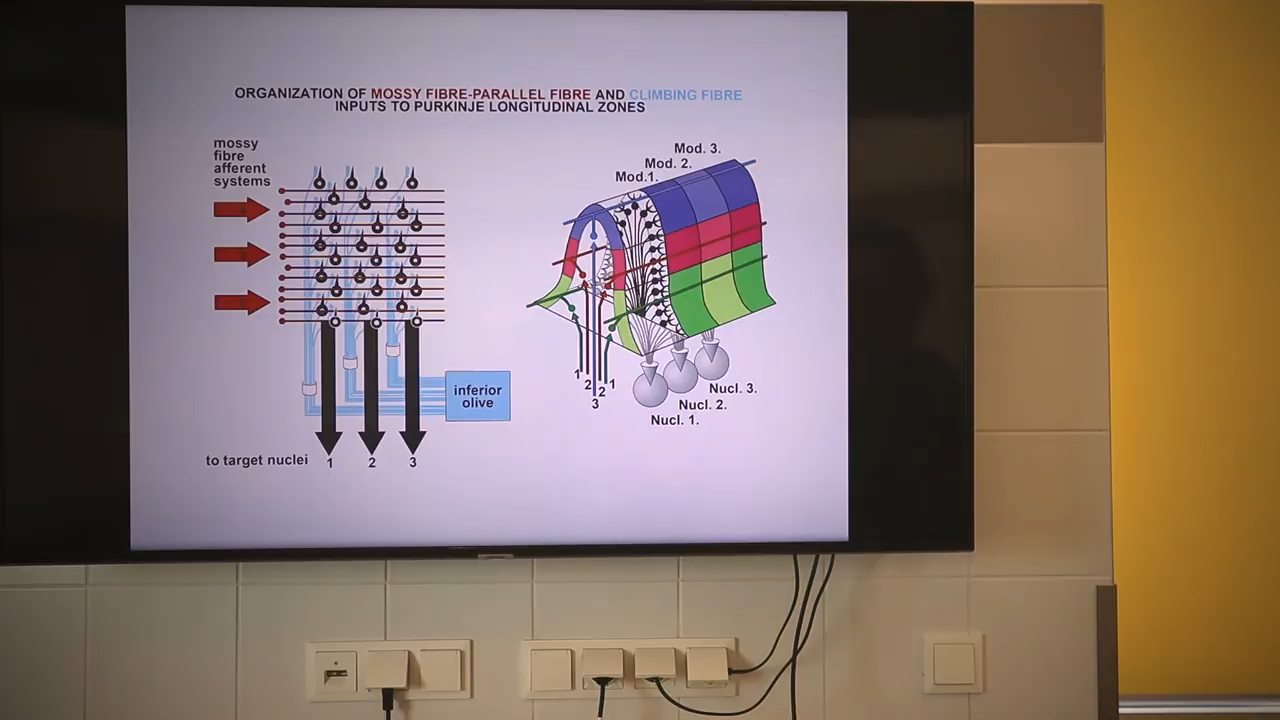 ORGANIZATION OF MOSSY FIBRE-PARALLEL FIBRE AND CLIMBING FIBRE
INPUTS TO PURKINJE LONGITUDINAL ZONES
mossy
fibre
afferent
systems
inferior
olive
to target nuclei 1 2 3
Mod. 3.
Mod. 2.
Mod.1.
1 2 2 1
3
Nucl. 3.
Nucl. 2.
Nucl. 1.